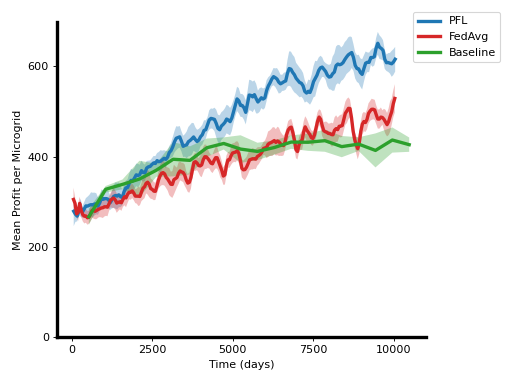 PFL
FedAvg
Baseline
Mean Profit per Microgrid
600
400
200
0
0 2500 5000 7500 10000
Time (days)